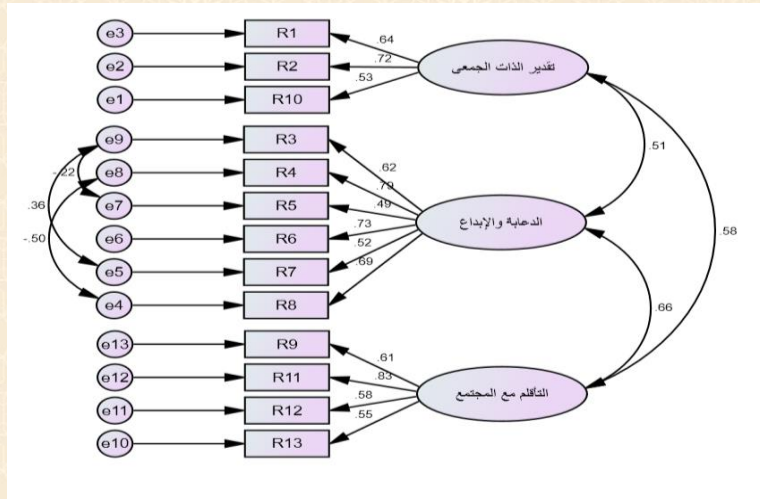 e3
R1
.64
e2
R2
.72
تقدير الذات الجمعى
e1
R10
.53
e9
R3
.51
.62
e8
R4
-.22
.79
e7
R5
.49
.36
.73
الدعابة والإبداع
.58
-.50
e6
R6
.52
e5
R7
.69
e4
R8
.66
e13
R9
.61
e12
R11
.83
التأقلم مع المجتمع
.58
e11
R12
.55
e10
R13